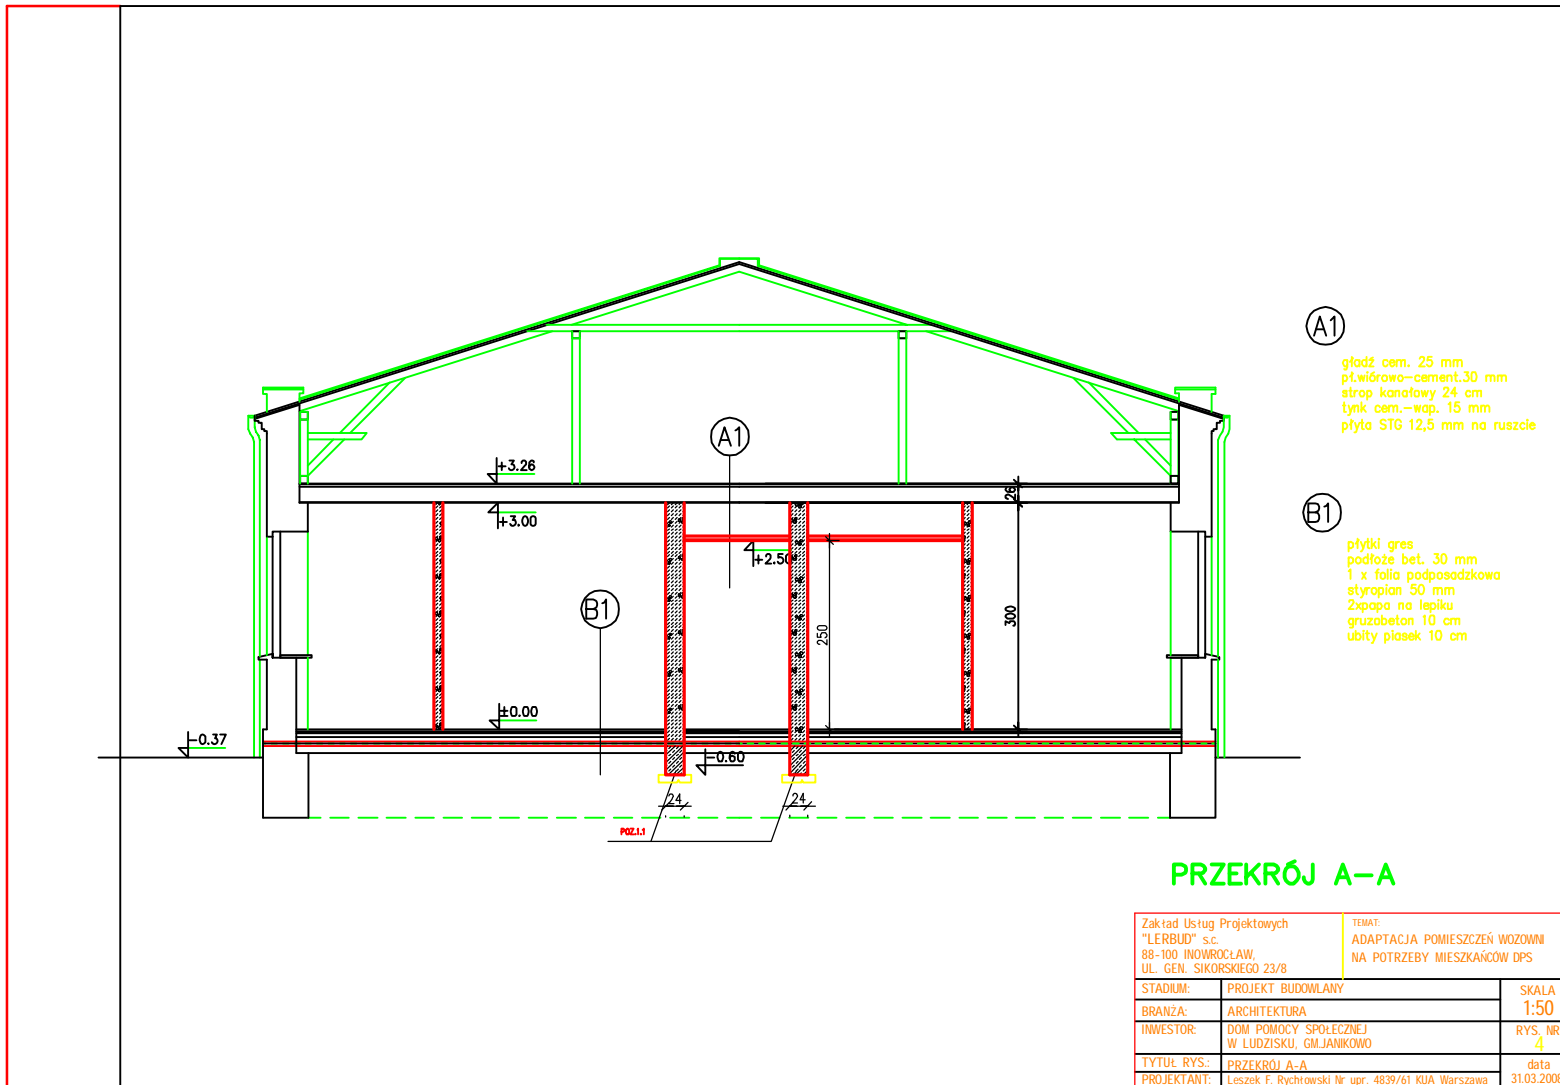 A1
gładź cem. 25 mm
pł.wiórowo-cement.30 mm
strop kanałowy 24 cm
tynk cem.-wap. 15 mm
płyta STG 12,5 mm na ruszcie
A1
+3.26
26
+3.00
B1
płytki gres
podłoże bet. 30 mm
1 x folia podposadzkowa
styropian 50 mm
2xpapa na lepiku
gruzobeton 10 cm
ubity piasek 10 cm
+2.50
B1
250
300
±0.00
-0.37
-0.60
24
24
POZ.1.1
PRZEKRÓJ A-A
Zakład Usług Projektowych
"LERBUD" s.c.
88-100 INOWROCŁAW,
UL. GEN. SIKORSKIEGO 23/8
TEMAT:
ADAPTACJA POMIESZCZEŃ WOZOWNI
NA POTRZEBY MIESZKAŃCÓW DPS
STADIUM: PROJEKT BUDOWLANY
SKALA
1:50
BRANŻA: ARCHITEKTURA
INWESTOR: DOM POMOCY SPOŁECZNEJ
W LUDZISKU, GM.JANIKOWO
RYS. NR
4
TYTUŁ RYS.: PRZEKRÓJ A-A
data
31.03.2008
PROJEKTANT: Leszek F. Rychtowski Nr upr. 4839/61 KUA Warszawa